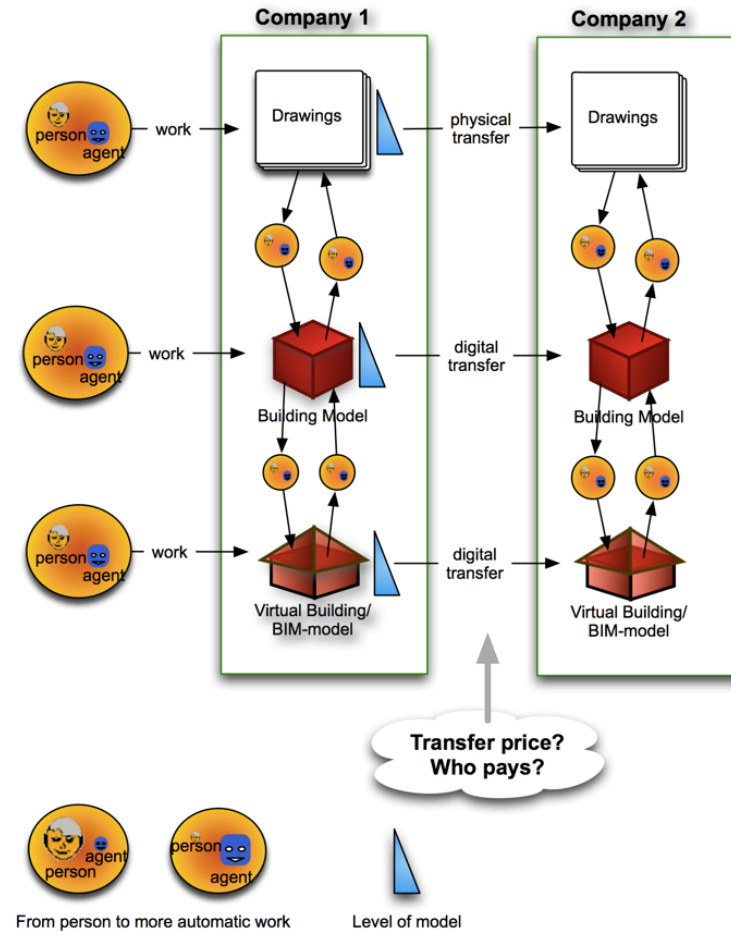 Company 1
Company 2
person
agent
work
Drawings
physical
transfer
Drawings
person
agent
work
Building Model
digital
transfer
Building Model
person
agent
work
Virtual Building/
BIM-model
digital
transfer
Virtual Building/
BIM-model
Transfer price?
Who pays?
agent
person
person
agent
From person to more automatic work
Level of model